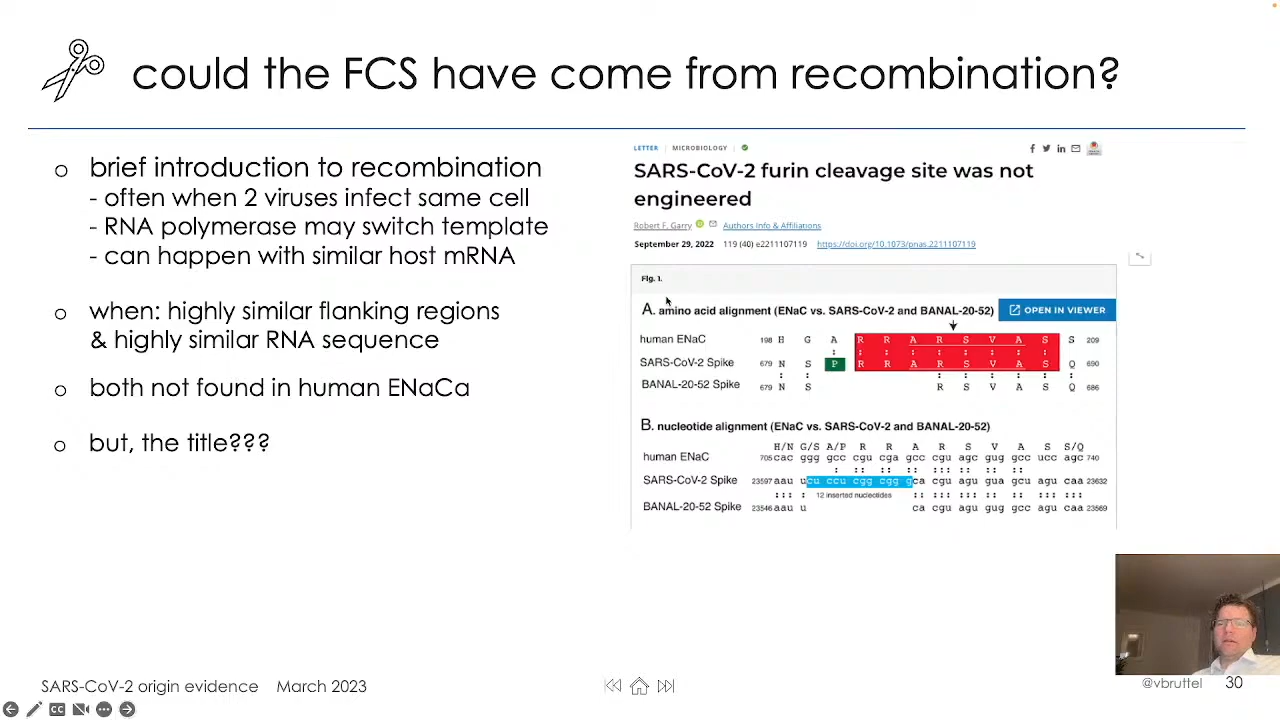 could the FCS have come from recombination?
o brief introduction to recombination
- often when 2 viruses infect same cell
- RNA polymerase may switch template
- can happen with similar host mRNA
o when: highly similar flanking regions
& highly similar RNA sequence
o both not found in human ENaCa
o but, the title???
LETTER | MICROBIOLOGY |
SARS-CoV-2 furin cleavage site was not
engineered
Robert F. Garry Authors Info & Affiliations
September 29, 2022 119 (40) e2211107119 https://doi.org/10.1073/pnas.2211107119
Fig. 1.
A. amino acid alignment (ENaC vs. SARS-CoV-2 and BANAL-20-52)
OPEN IN VIEWER
human ENaC 198 H G A R R A R S V A S S 209
: : : : : : : : :
SARS-CoV-2 Spike 679 N S P R R A R S V A S Q 690
: : : : : : : :
BANAL-20-52 Spike 679 N S R S V A S Q 686
B. nucleotide alignment (ENaC vs. SARS-CoV-2 and BANAL-20-52)
H/N G/S A/P R R A R S V A S S/Q
human ENaC 705 cac ggg gcc cgu cga gcc cgu agc gug gcc ucc agc 740
SARS-CoV-2 Spike 23597 aau ucu ccu cgg cgg gca cgu agu gua gcu agu caa 23632
12 inserted nucleotides
BANAL-20-52 Spike 23546 aau u ca cgu agu gug gcc agu caa 23569
SARS-CoV-2 origin evidence March 2023
@vbruttel 30
CC